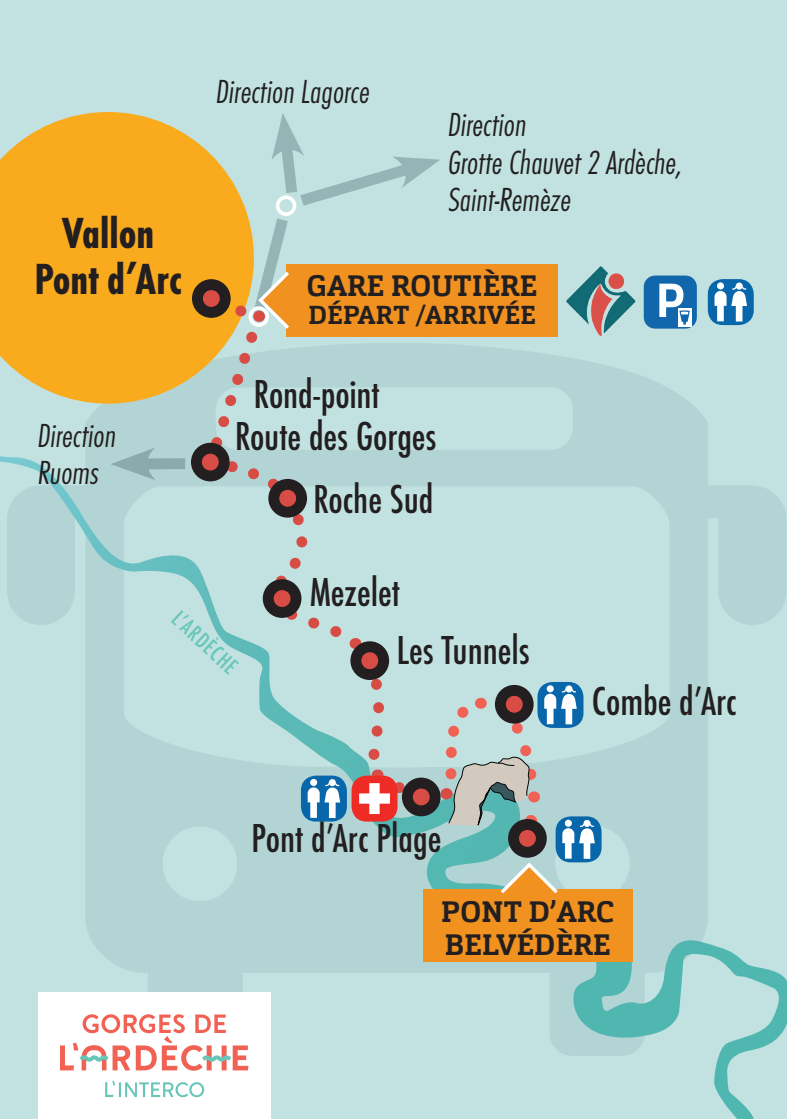 Direction Lagorce
Direction
Grotte Chauvet 2 Ardèche,
Saint-Remèze
Vallon
Pont d'Arc
GARE ROUTIÈRE
DÉPART /ARRIVÉE
P
Rond-point
Route des Gorges
Direction
Ruoms
Roche Sud
Mezelet
L'ARDÈCHE
Les Tunnels
Combe d'Arc
Pont d'Arc Plage
PONT D'ARC
BELVÉDÈRE
GORGES DE
L'ARDÈCHE
L'INTERCO